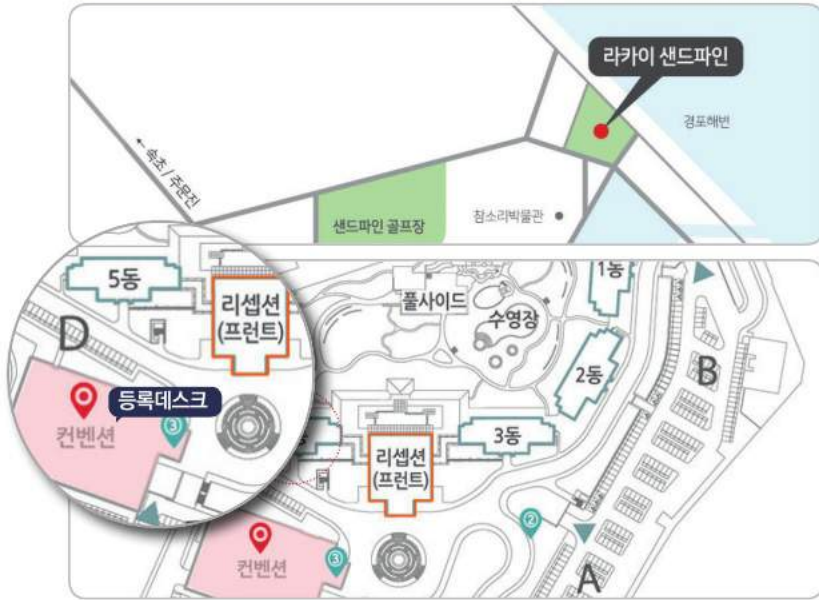 라카이 샌드파인
경포해변
속초 / 주문진
참소리박물관
샌드파인 골프장
5동
리셉션
(프런트)
D
등록데스크
컨벤션
③
풀사이드
수영장
1동
2동
B
3동
리셉션
(프런트)
②
컨벤션
③
A